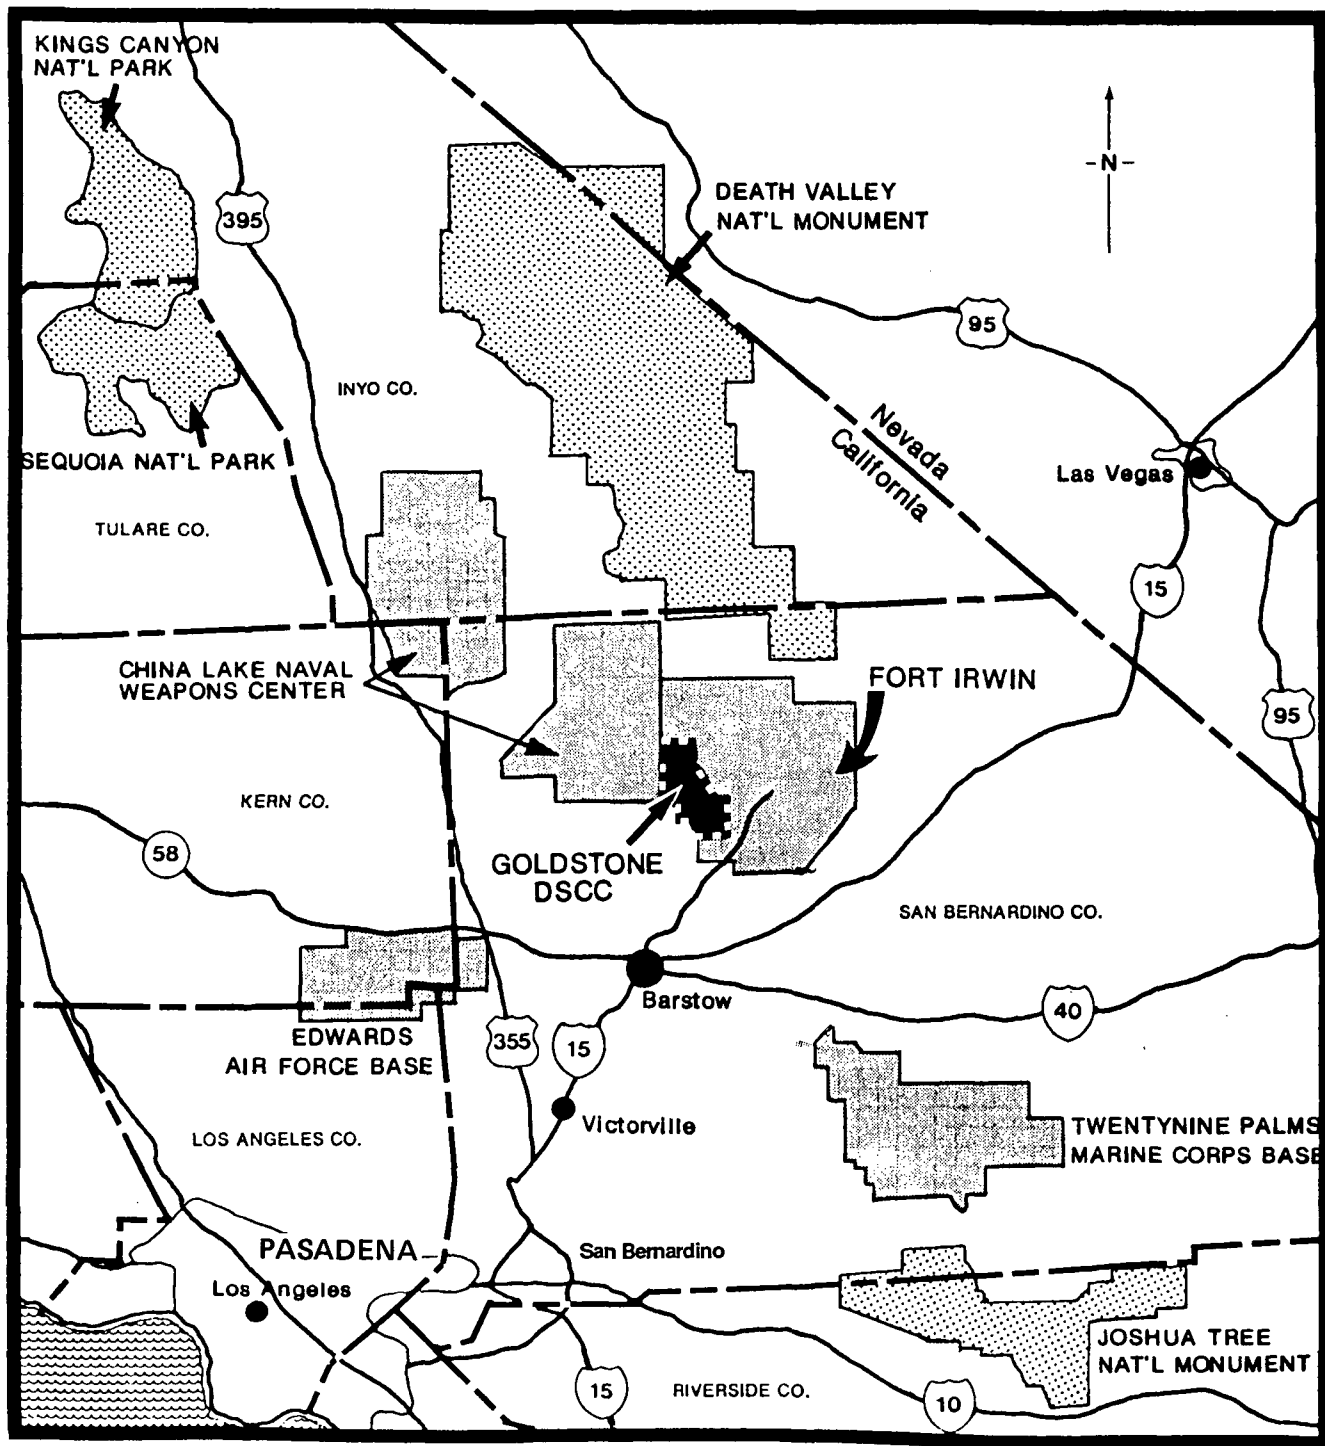 KINGS CANYON
NAT'L PARK
-N-
DEATH VALLEY
NAT'L MONUMENT
395
95
INYO CO.
Nevada
California
SEQUOIA NAT'L PARK
Las Vegas
TULARE CO.
15
CHINA LAKE NAVAL
WEAPONS CENTER
FORT IRWIN
95
KERN CO.
58
GOLDSTONE
DSCC
SAN BERNARDINO CO.
Barstow
40
EDWARDS
AIR FORCE BASE
355
15
Victorville
TWENTYNINE PALMS
MARINE CORPS BASE
LOS ANGELES CO.
PASADENA
San Bernardino
Los Angeles
JOSHUA TREE
NAT'L MONUMENT
15
RIVERSIDE CO.
10